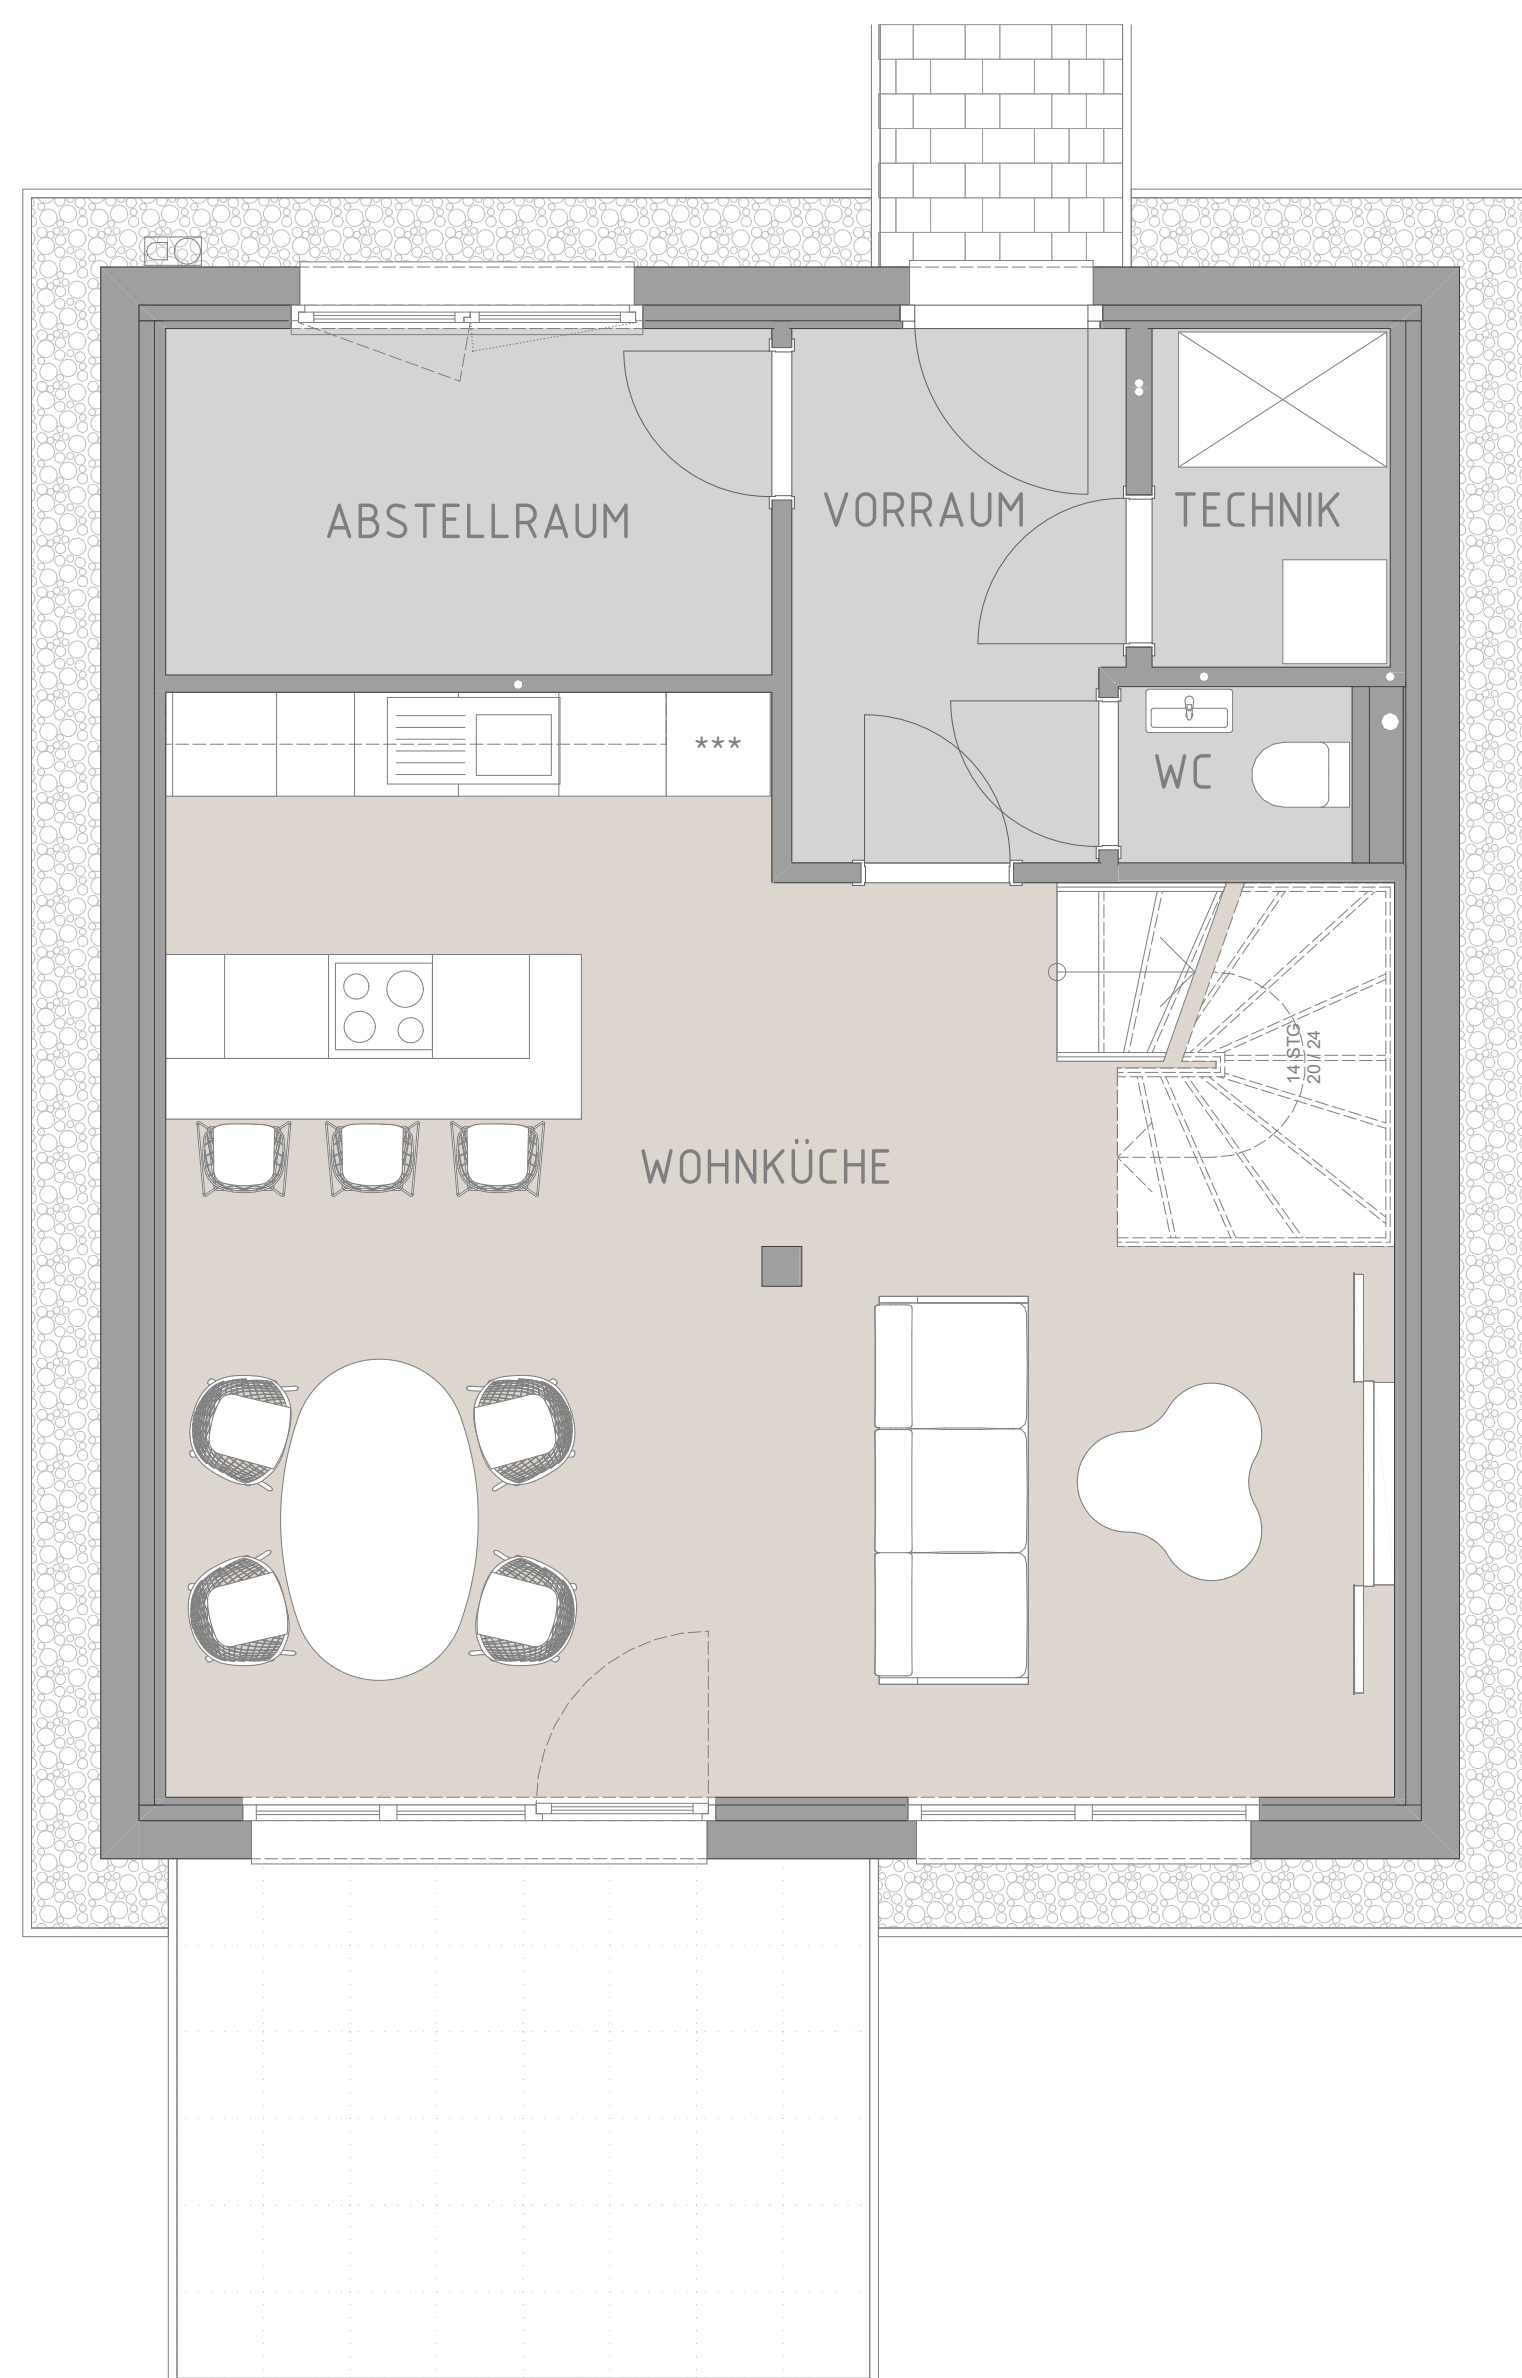 ABSTELLRAUM
VORRAUM
TECHNIK
***
WC
14 STG
20 / 24
WOHNKÜCHE